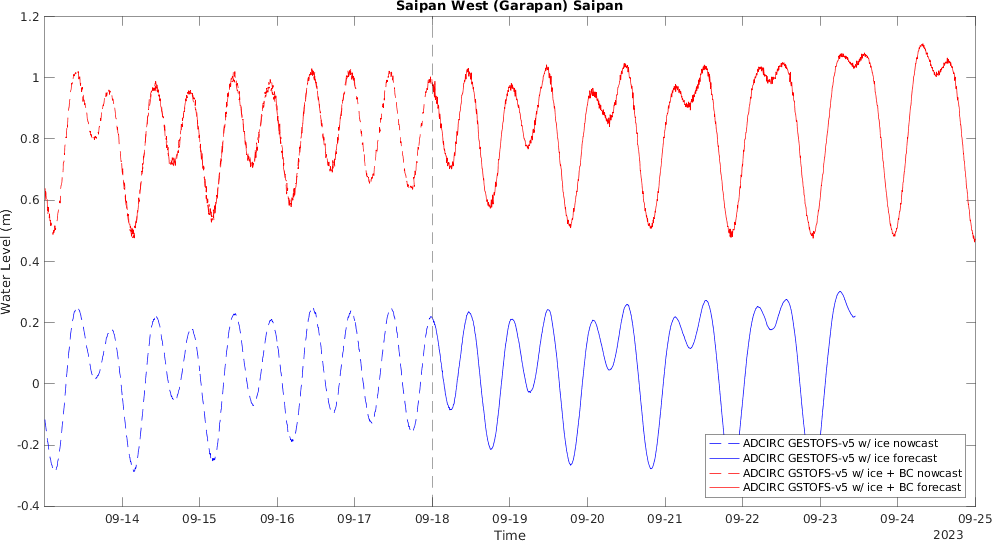 Saipan West (Garapan) Saipan
1.2
1
0.8
0.6
0.4
0.2
0
-0.2
-0.4
Water Level (m)
ADCIRC GESTOFS-v5 w/ ice nowcast
ADCIRC GESTOFS-v5 w/ ice forecast
ADCIRC GSTOFS-v5 w/ ice + BC nowcast
ADCIRC GSTOFS-v5 w/ ice + BC forecast
09-14 09-15 09-16 09-17 09-18 09-19 09-20 09-21 09-22 09-23 09-24 09-25
Time
2023